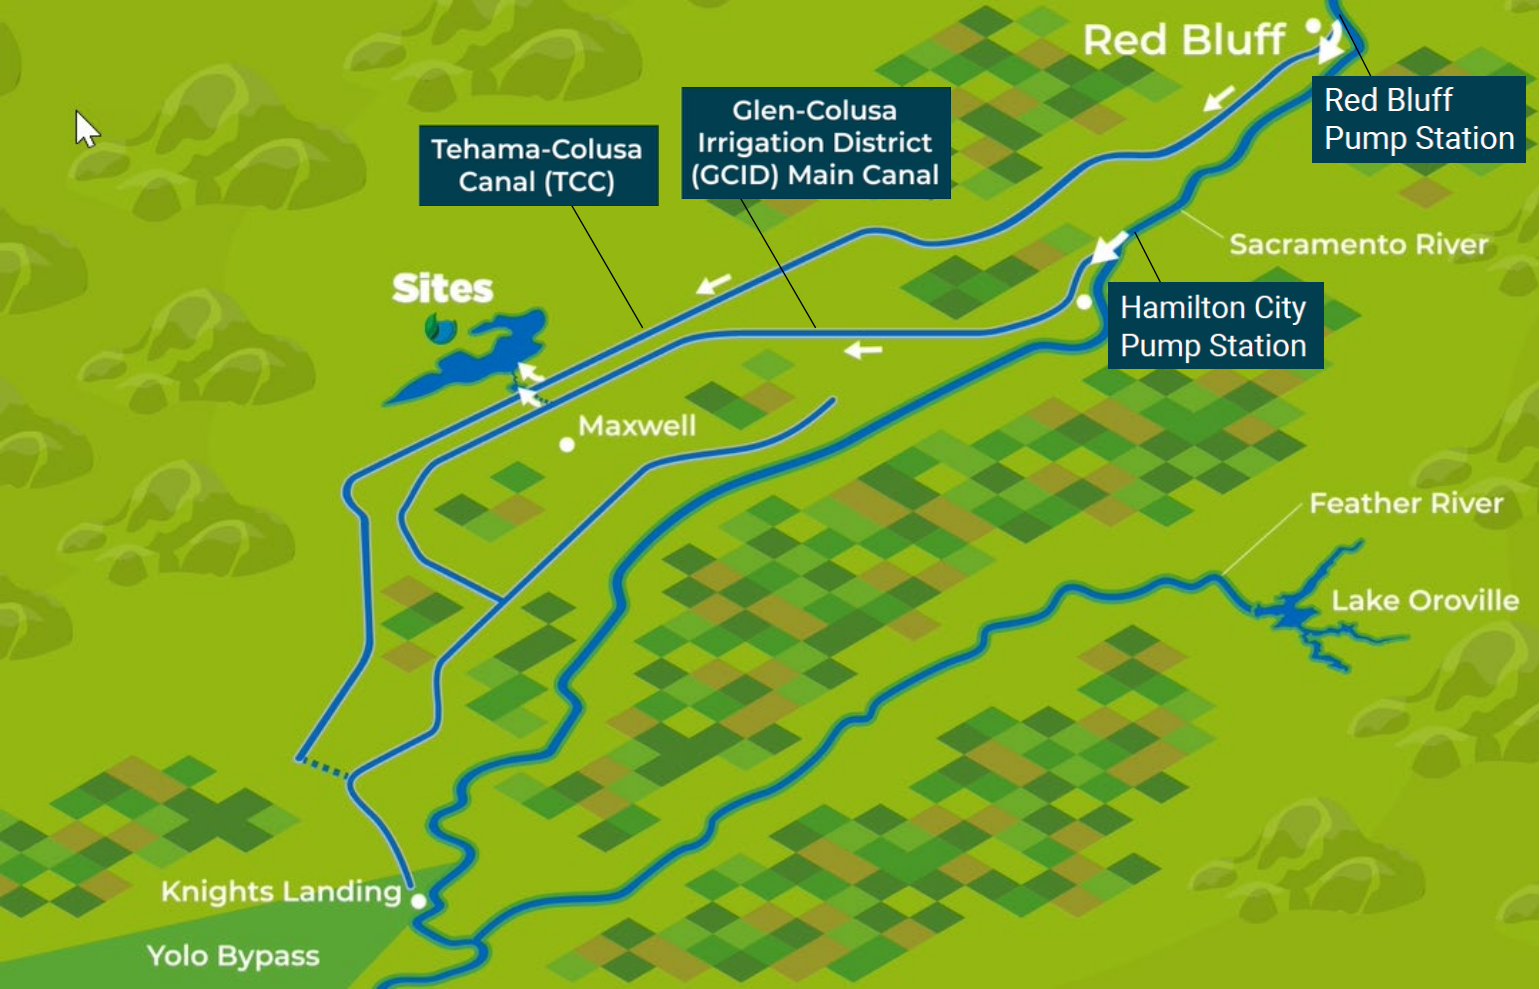 Red Bluff
Red Bluff
Pump Station
Glen-Colusa
Irrigation District
(GCID) Main Canal
Tehama-Colusa
Canal (TCC)
Sacramento River
Sites
Hamilton City
Pump Station
Maxwell
Feather River
Lake Oroville
Knights Landing
Yolo Bypass